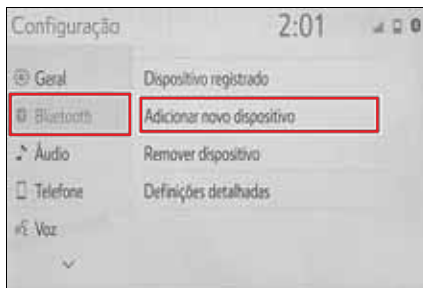 Configuração 2:01
Geral
Bluetooth
Áudio
Telefone
Voz
Dispositivo registrado
Adicionar novo dispositivo
Remover dispositivo
Definições detalhadas